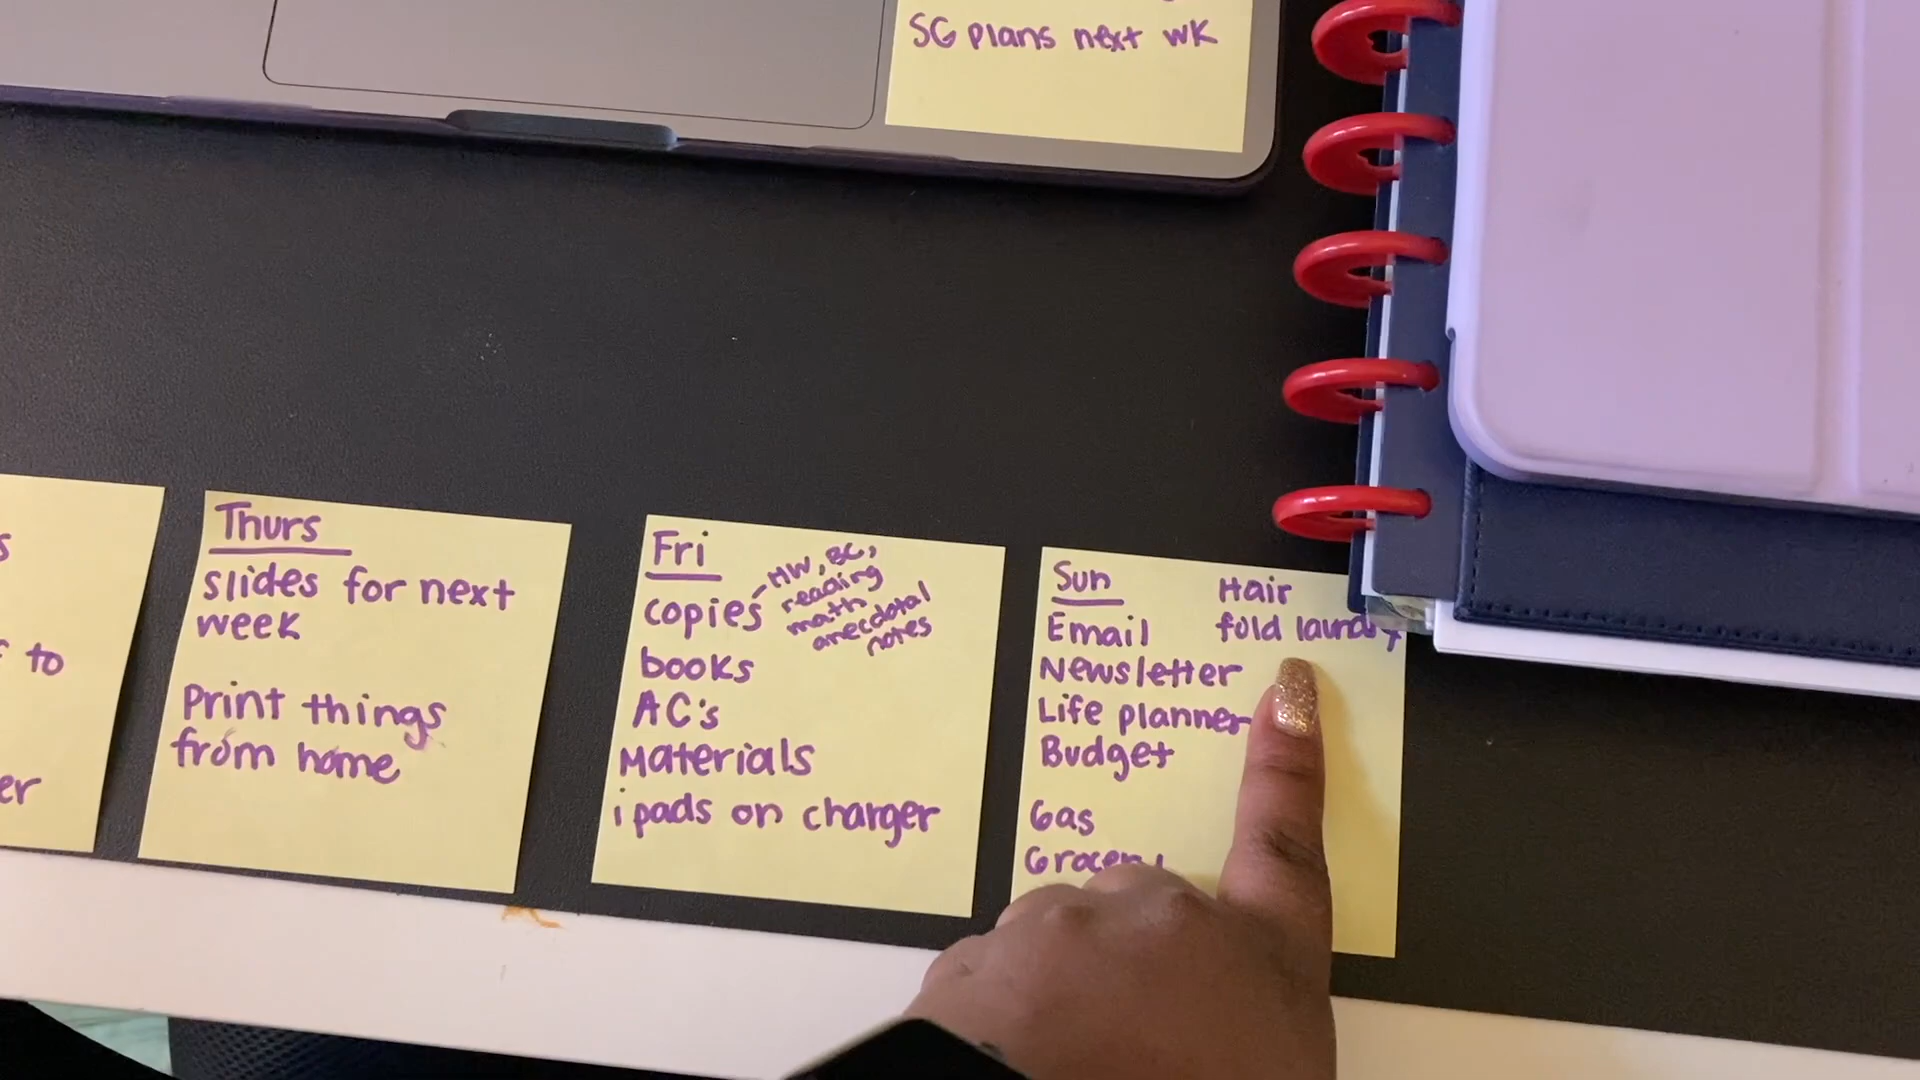 SG plans next wk
s
to
er
Thurs
slides for next
week
Print things
from home
Fri
copies
- HW, BC,
reading
math
anecdotal
notes
books
AC's
Materials
ipads on charger
Sun
Email
Newsletter
Life planner
Budget
Gas
Hair
fold laundry